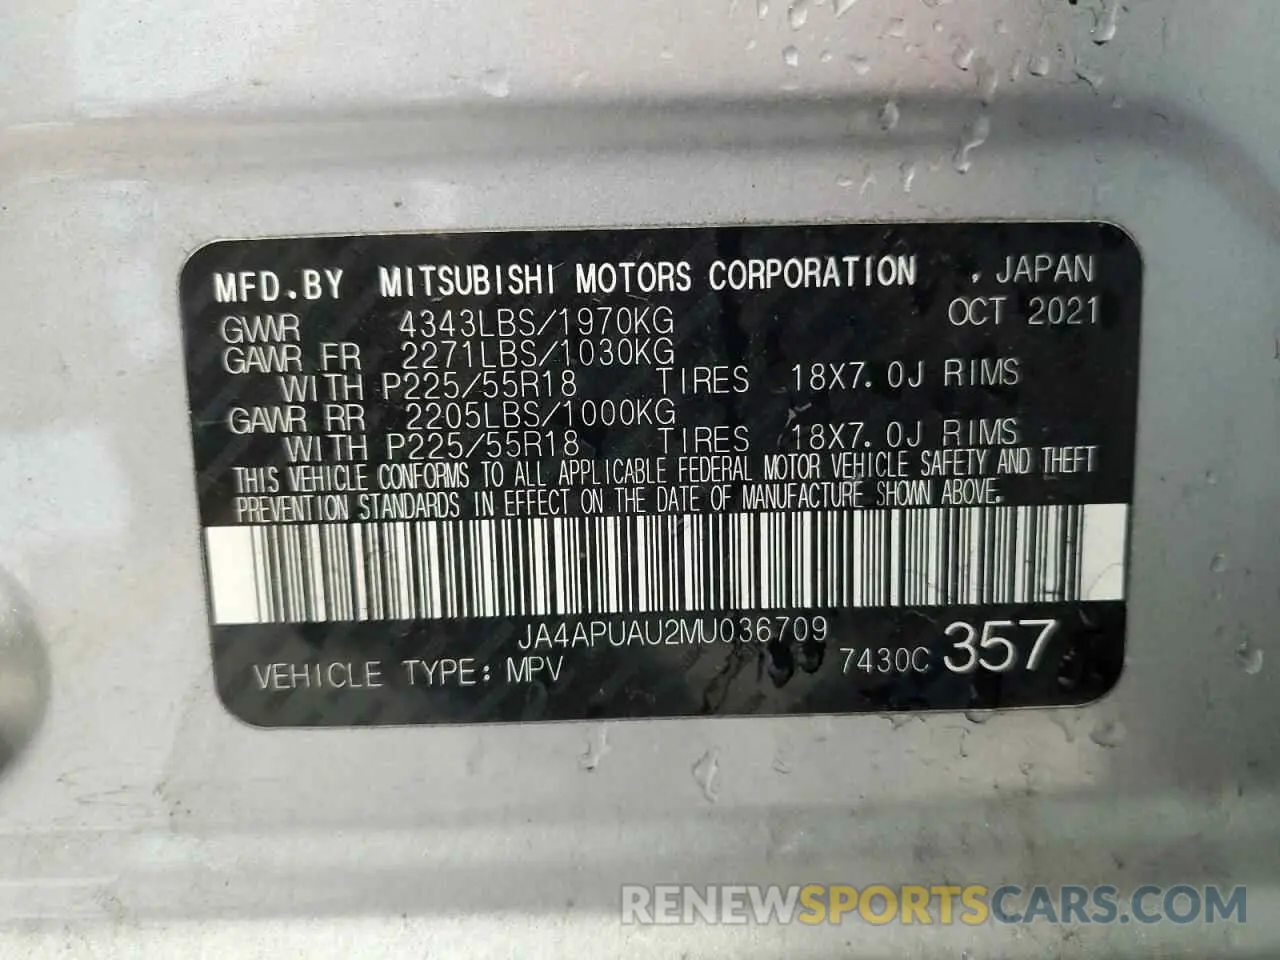 MFD.BY MITSUBISHI MOTORS CORPORATION , JAPAN
GVWR 4343LBS/1970KG OCT 2021
GAWR FR 2271LBS/1030KG
WITH P225/55R18 TIRES 18X7.0J RIMS
GAWR RR 2205LBS/1000KG
WITH P225/55R18 TIRES 18X7.0J RIMS
THIS VEHICLE CONFORMS TO ALL APPLICABLE FEDERAL MOTOR VEHICLE SAFETY AND THEFT
PREVENTION STANDARDS IN EFFECT ON THE DATE OF MANUFACTURE SHOWN ABOVE.
JA4APUAU2MU036709
VEHICLE TYPE: MPV 7430C 357
RENEWSPORTSCARS.COM